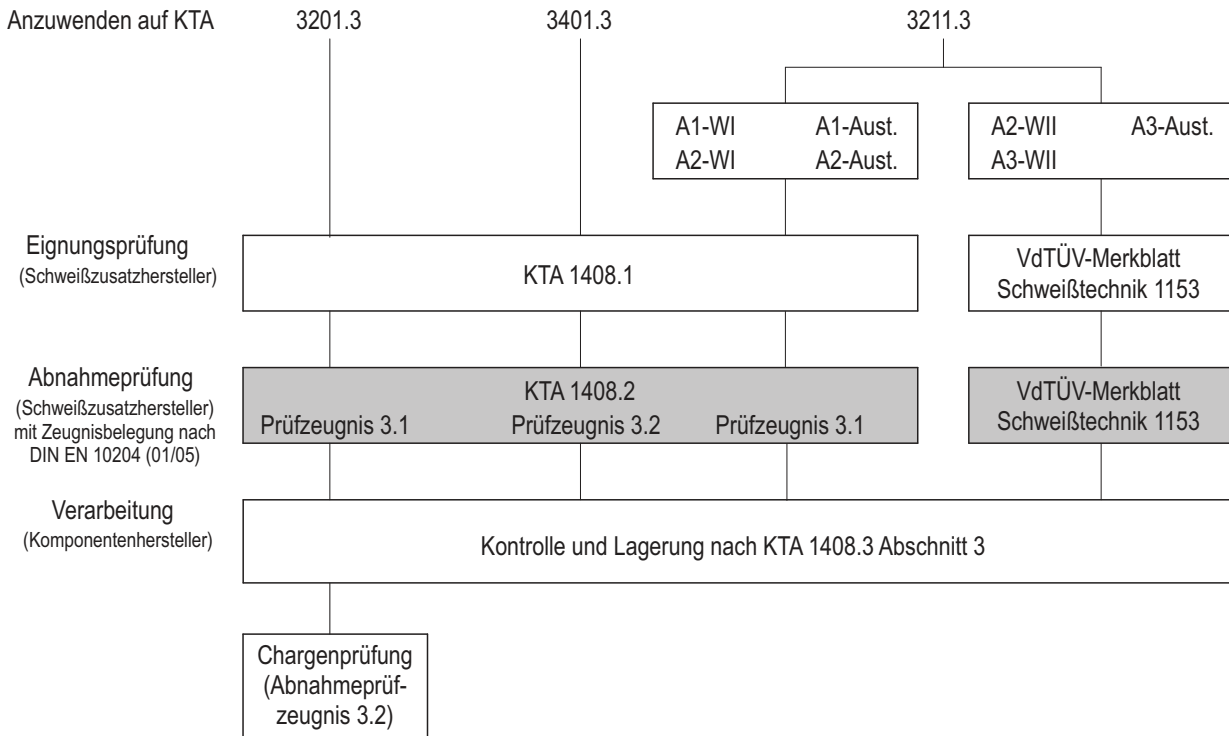 Anzuwenden auf KTA 3201.3 3401.3 3211.3
A1-WI A1-Aust.
A2-WI A2-Aust.
A2-WII A3-Aust.
A3-WII
Eignungsprüfung
(Schweißzusatzhersteller)
KTA 1408.1
VdTÜV-Merkblatt
Schweißtechnik 1153
Abnahmeprüfung
(Schweißzusatzhersteller)
mit Zeugnisbelegung nach
DIN EN 10204 (01/05)
KTA 1408.2
Prüfzeugnis 3.1 Prüfzeugnis 3.2 Prüfzeugnis 3.1
VdTÜV-Merkblatt
Schweißtechnik 1153
Verarbeitung
(Komponentenhersteller)
Kontrolle und Lagerung nach KTA 1408.3 Abschnitt 3
Chargenprüfung
(Abnahmeprüf-
zeugnis 3.2)